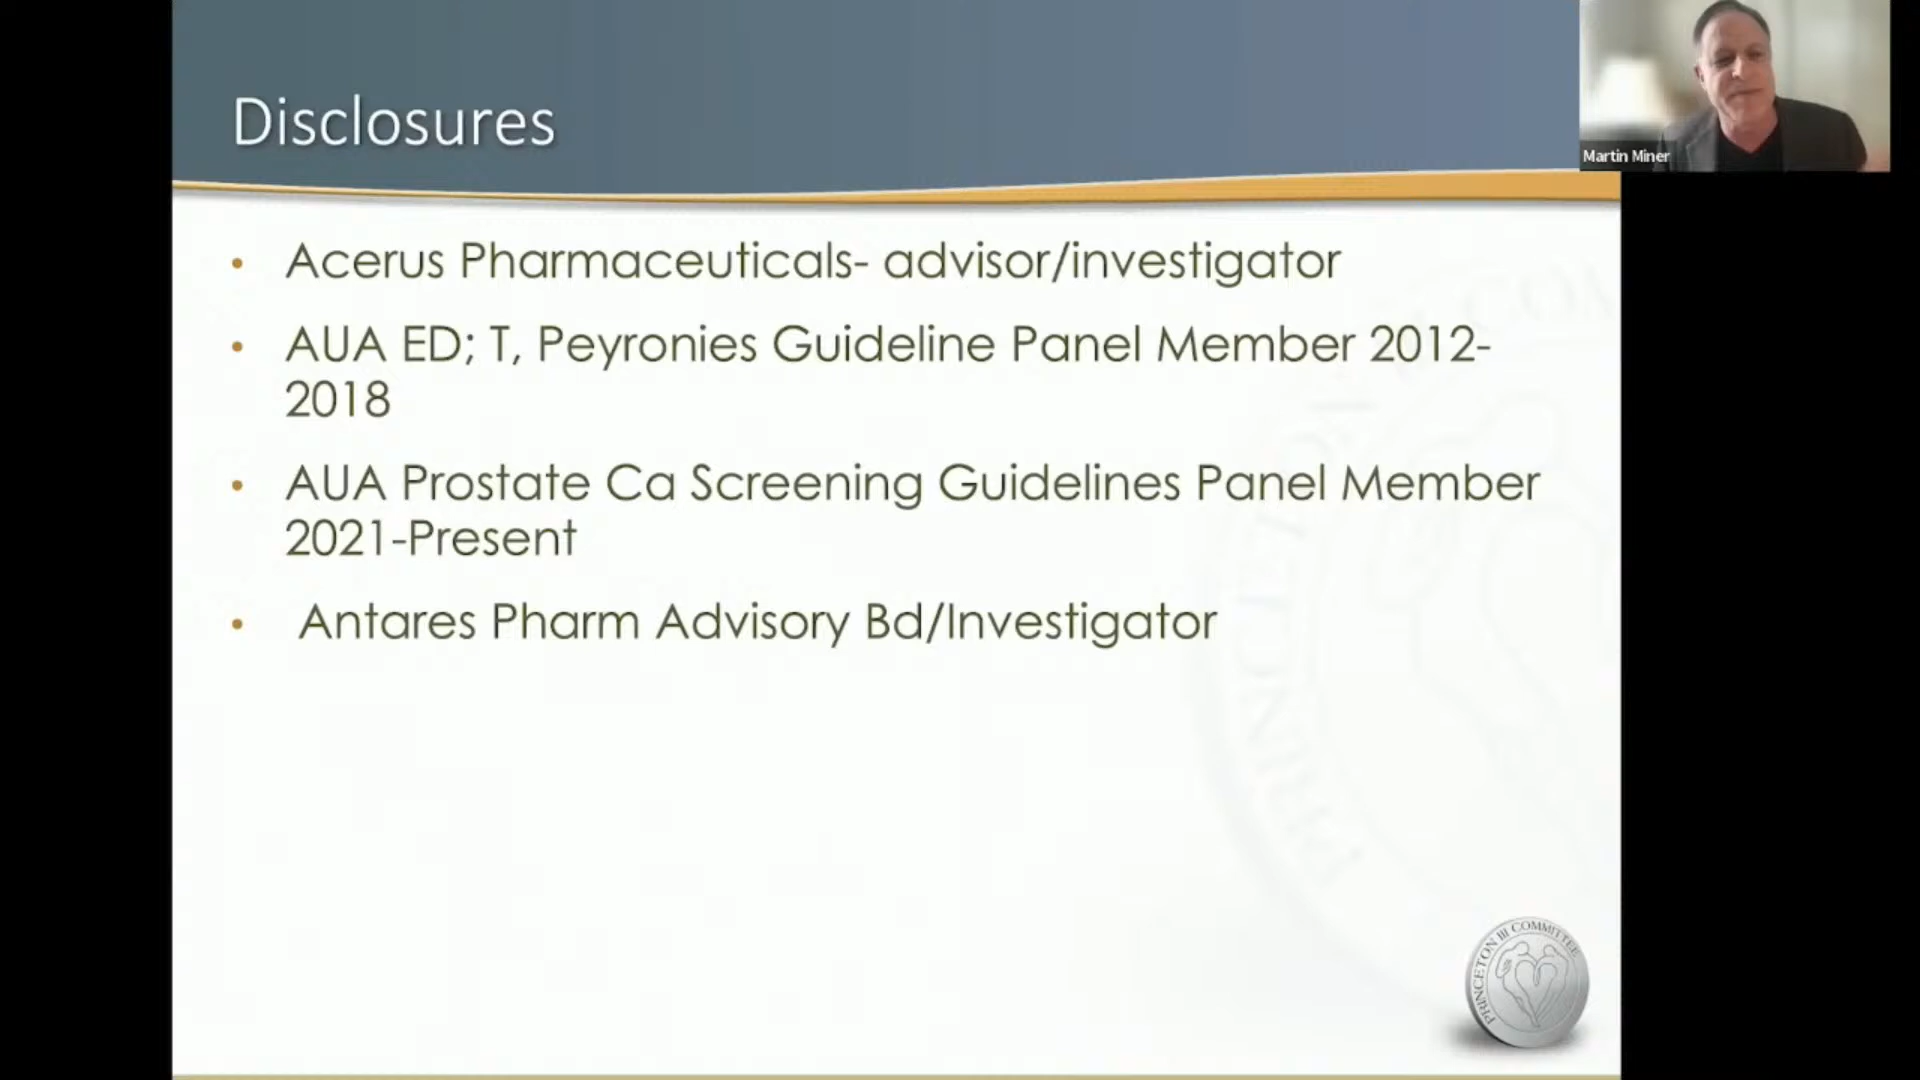 Disclosures
Martin Miner
• Acerus Pharmaceuticals- advisor/investigator
• AUA ED; T, Peyronies Guideline Panel Member 2012-
2018
• AUA Prostate Ca Screening Guidelines Panel Member
2021-Present
• Antares Pharm Advisory Bd/Investigator
PRINCETON III COMMITTEE